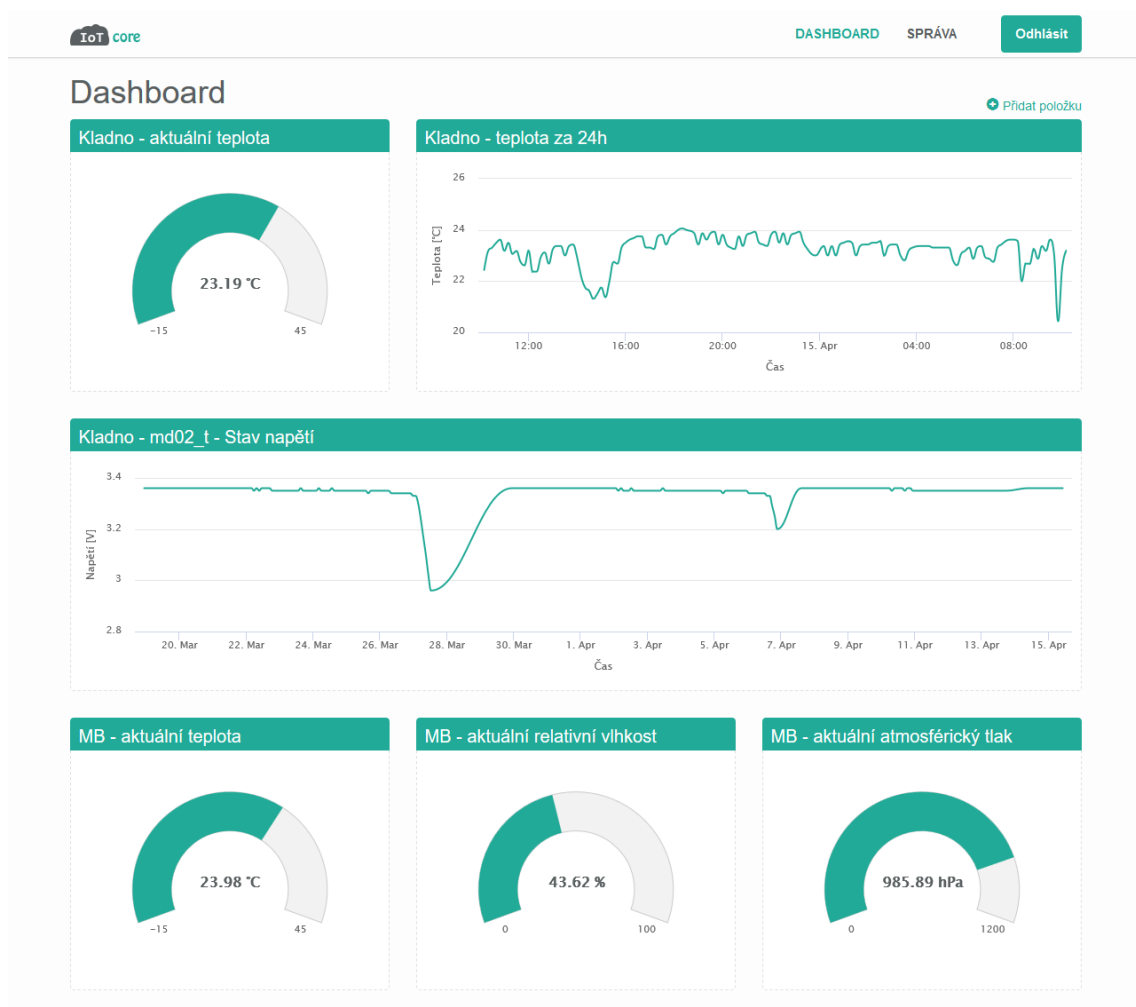 IoT core
DASHBOARD SPRÁVA Odhlásit
Dashboard
Přidat položku
Kladno - aktuální teplota
23.19 °C
-15 45
Kladno - teplota za 24h
Teplota [°C]
26
24
22
20
12:00 16:00 20:00 15. Apr 04:00 08:00
Čas
Kladno - md02_t - Stav napětí
Napětí [V]
3.4
3.2
3
2.8
20. Mar 22. Mar 24. Mar 26. Mar 28. Mar 30. Mar 1. Apr 3. Apr 5. Apr 7. Apr 9. Apr 11. Apr 13. Apr 15. Apr
Čas
MB - aktuální teplota
23.98 °C
-15 45
MB - aktuální relativní vlhkost
43.62 %
0 100
MB - aktuální atmosférický tlak
985.89 hPa
0 1200